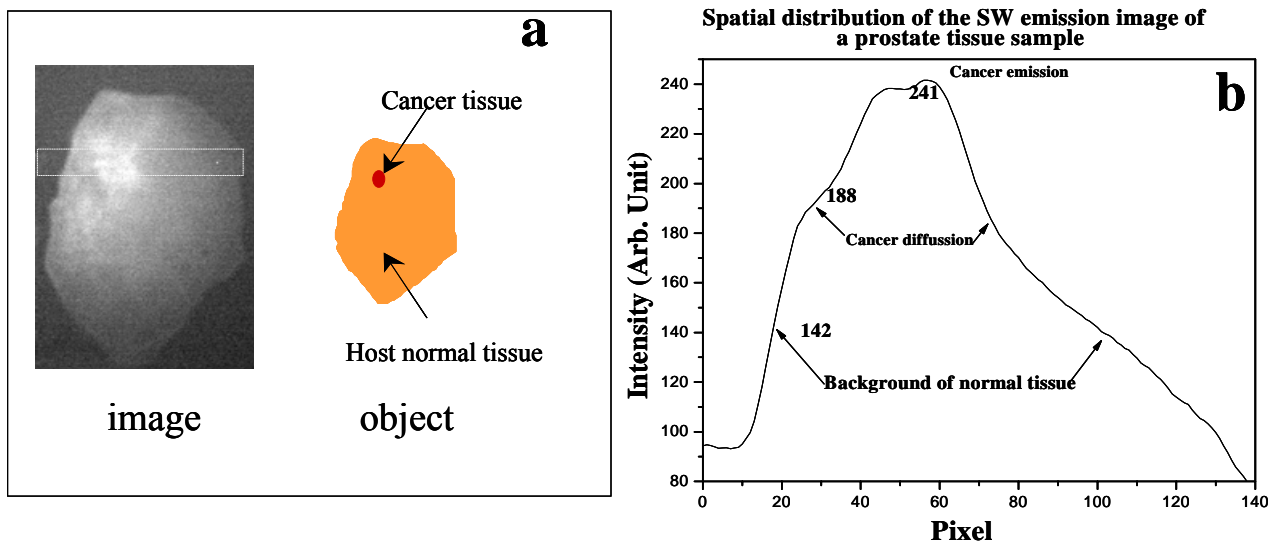 a
Cancer tissue
Host normal tissue
image
object
Spatial distribution of the SW emission image of
a prostate tissue sample
b
Cancer emission
241
188
Cancer diffussion
142
Background of normal tissue
Intensity (Arb. Unit)
240
220
200
180
160
140
120
100
80
0
20
40
60
80
100
120
140
Pixel